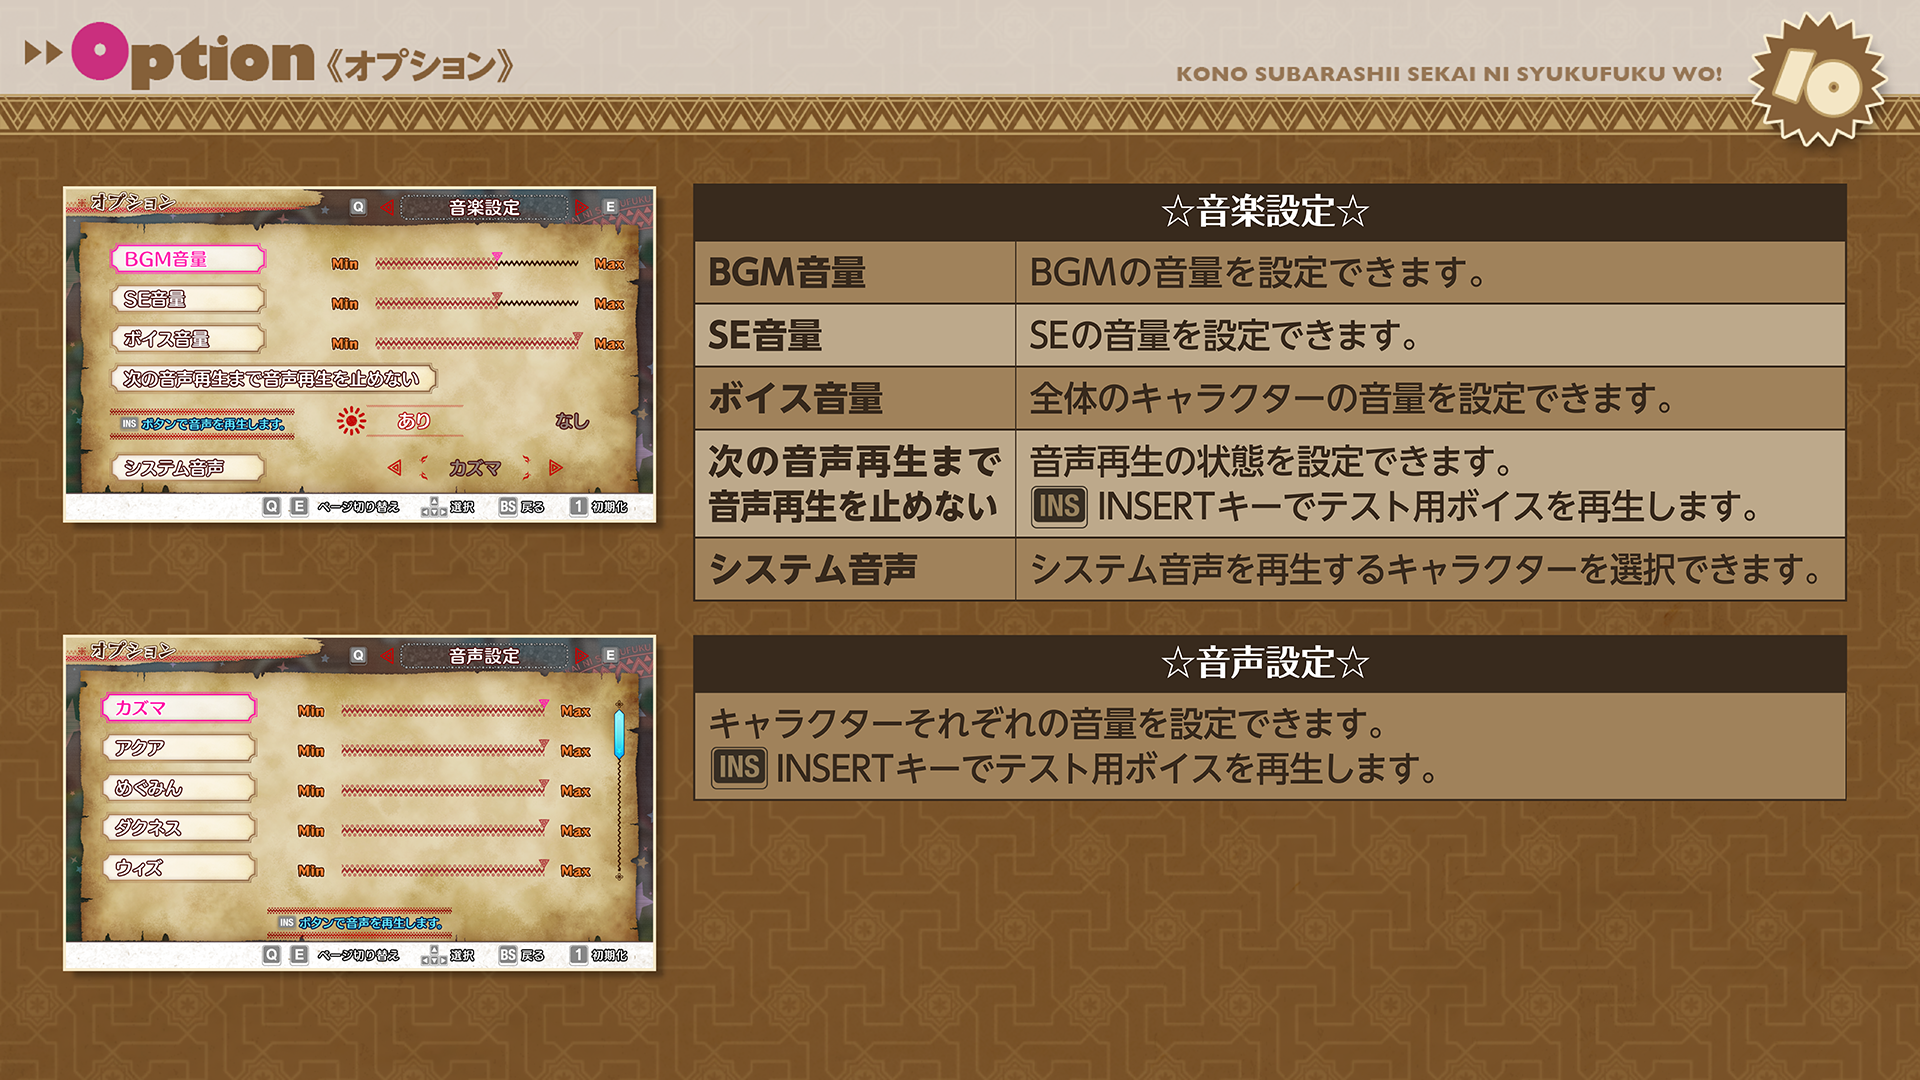 Option《オプション》
KONO SUBARASHII SEKAI NI SYUKUFUKU WO!
10
オプション
Q 音楽設定 E
BGM音量 Min Max
SE音量 Min Max
ボイス音量 Min Max
次の音声再生まで音声再生を止めない
INS ボタンで音声を再生します。 あり なし
システム音声 カズマ
Q E ページ切り替え 選択 BS 戻る 1 初期化
☆音楽設定☆
BGM音量 BGMの音量を設定できます。
SE音量 SEの音量を設定できます。
ボイス音量 全体のキャラクターの音量を設定できます。
次の音声再生まで
音声再生を止めない
音声再生の状態を設定できます。
INS INSERTキーでテスト用ボイスを再生します。
システム音声 システム音声を再生するキャラクターを選択できます。
オプション
Q 音声設定 E
カズマ Min Max
アクア Min Max
めぐみん Min Max
ダクネス Min Max
ウィズ Min Max
INS ボタンで音声を再生します。
Q E ページ切り替え 選択 BS 戻る 1 初期化
☆音声設定☆
キャラクターそれぞれの音量を設定できます。
INS INSERTキーでテスト用ボイスを再生します。